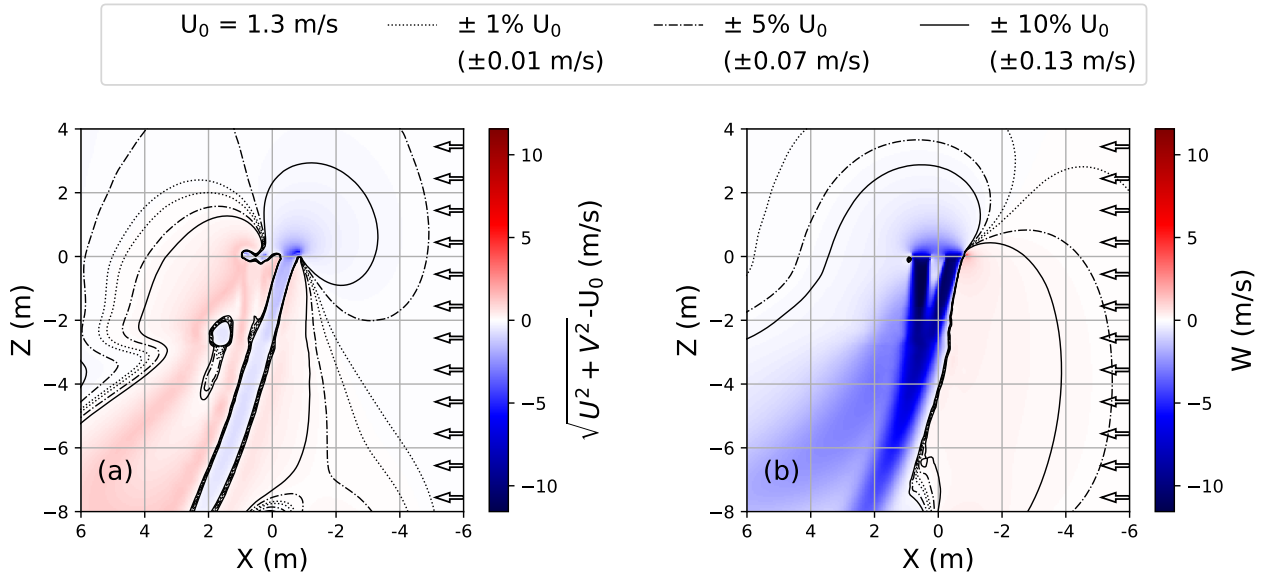 U₀ = 1.3 m/s ± 1% U₀ ± 5% U₀ ± 10% U₀
(±0.01 m/s) (±0.07 m/s) (±0.13 m/s)
4
2
0
−2
−4
−6
−8
Z (m)
(a)
6 4 2 0 -2 -4 -6
X (m)
10
5
0
−5
−10
√U² + V²-U₀ (m/s)
4
2
0
−2
−4
−6
−8
Z (m)
(b)
6 4 2 0 -2 -4 -6
X (m)
10
5
0
−5
−10
W (m/s)